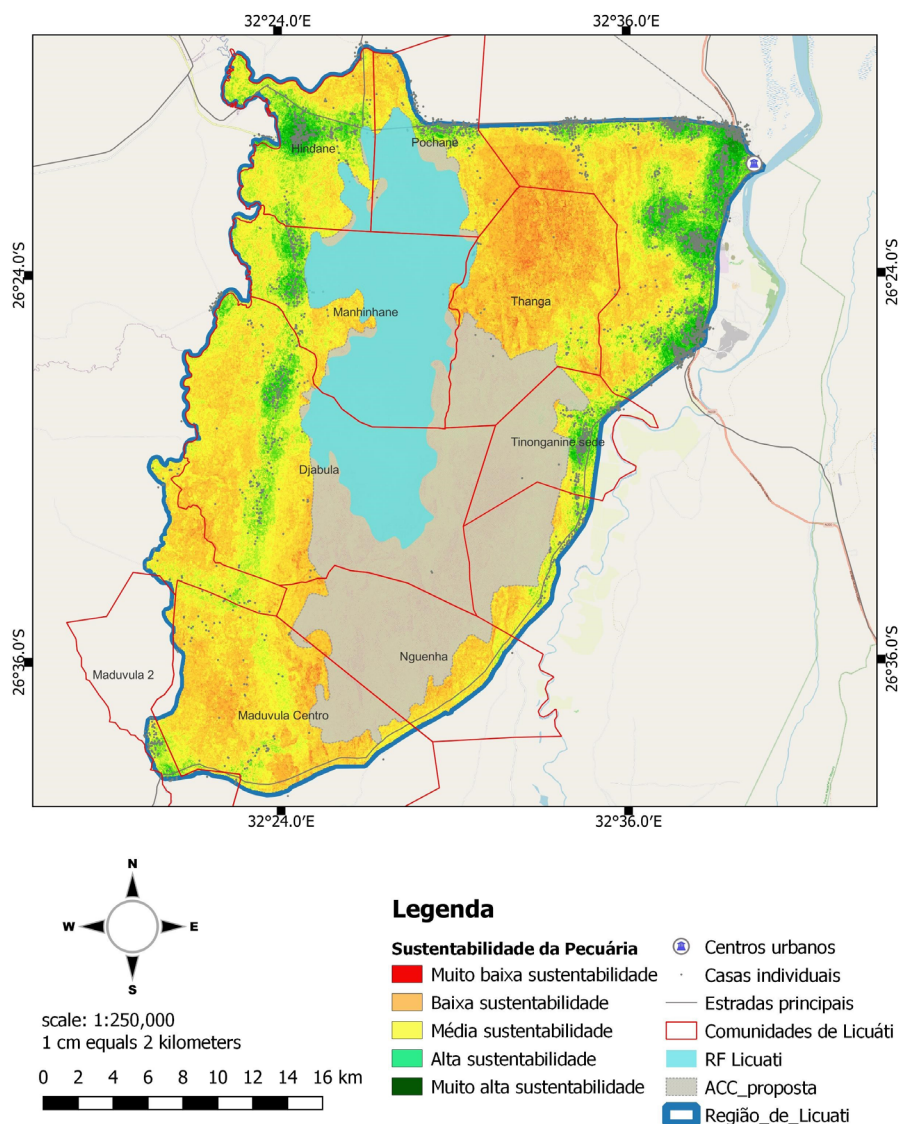 32°24.0′E
32°36.0′E
Hindane
Pochane
26°24.0′S
26°24.0′S
Thanga
Manhinhane
Tinonganine sede
Djabula
26°36.0′S
26°36.0′S
Nguenha
Maduvula 2
Maduvula Centro
32°24.0′E
32°36.0′E
N
W
E
S
scale: 1:250,000
1 cm equals 2 kilometers
0 2 4 6 8 10 12 14 16 km
Legenda
Sustentabilidade da Pecuária
Muito baixa sustentabilidade
Baixa sustentabilidade
Média sustentabilidade
Alta sustentabilidade
Muito alta sustentabilidade
Centros urbanos
Casas individuais
Estradas principais
Comunidades de Licuáti
RF Licuati
ACC_proposta
Região_de_Licuati